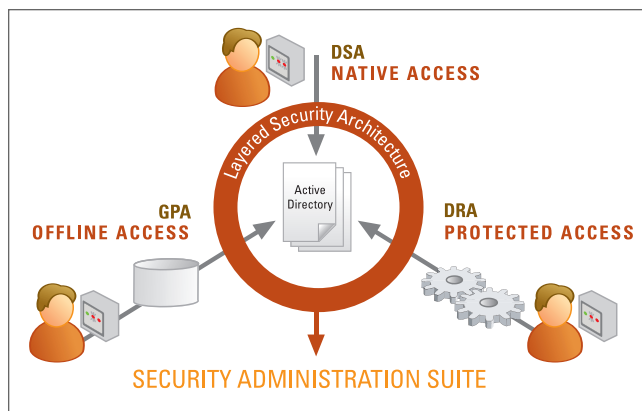 DSA
NATIVE ACCESS
Layered Security Architecture
Active
Directory
GPA
OFFLINE ACCESS
DRA
PROTECTED ACCESS
SECURITY ADMINISTRATION SUITE